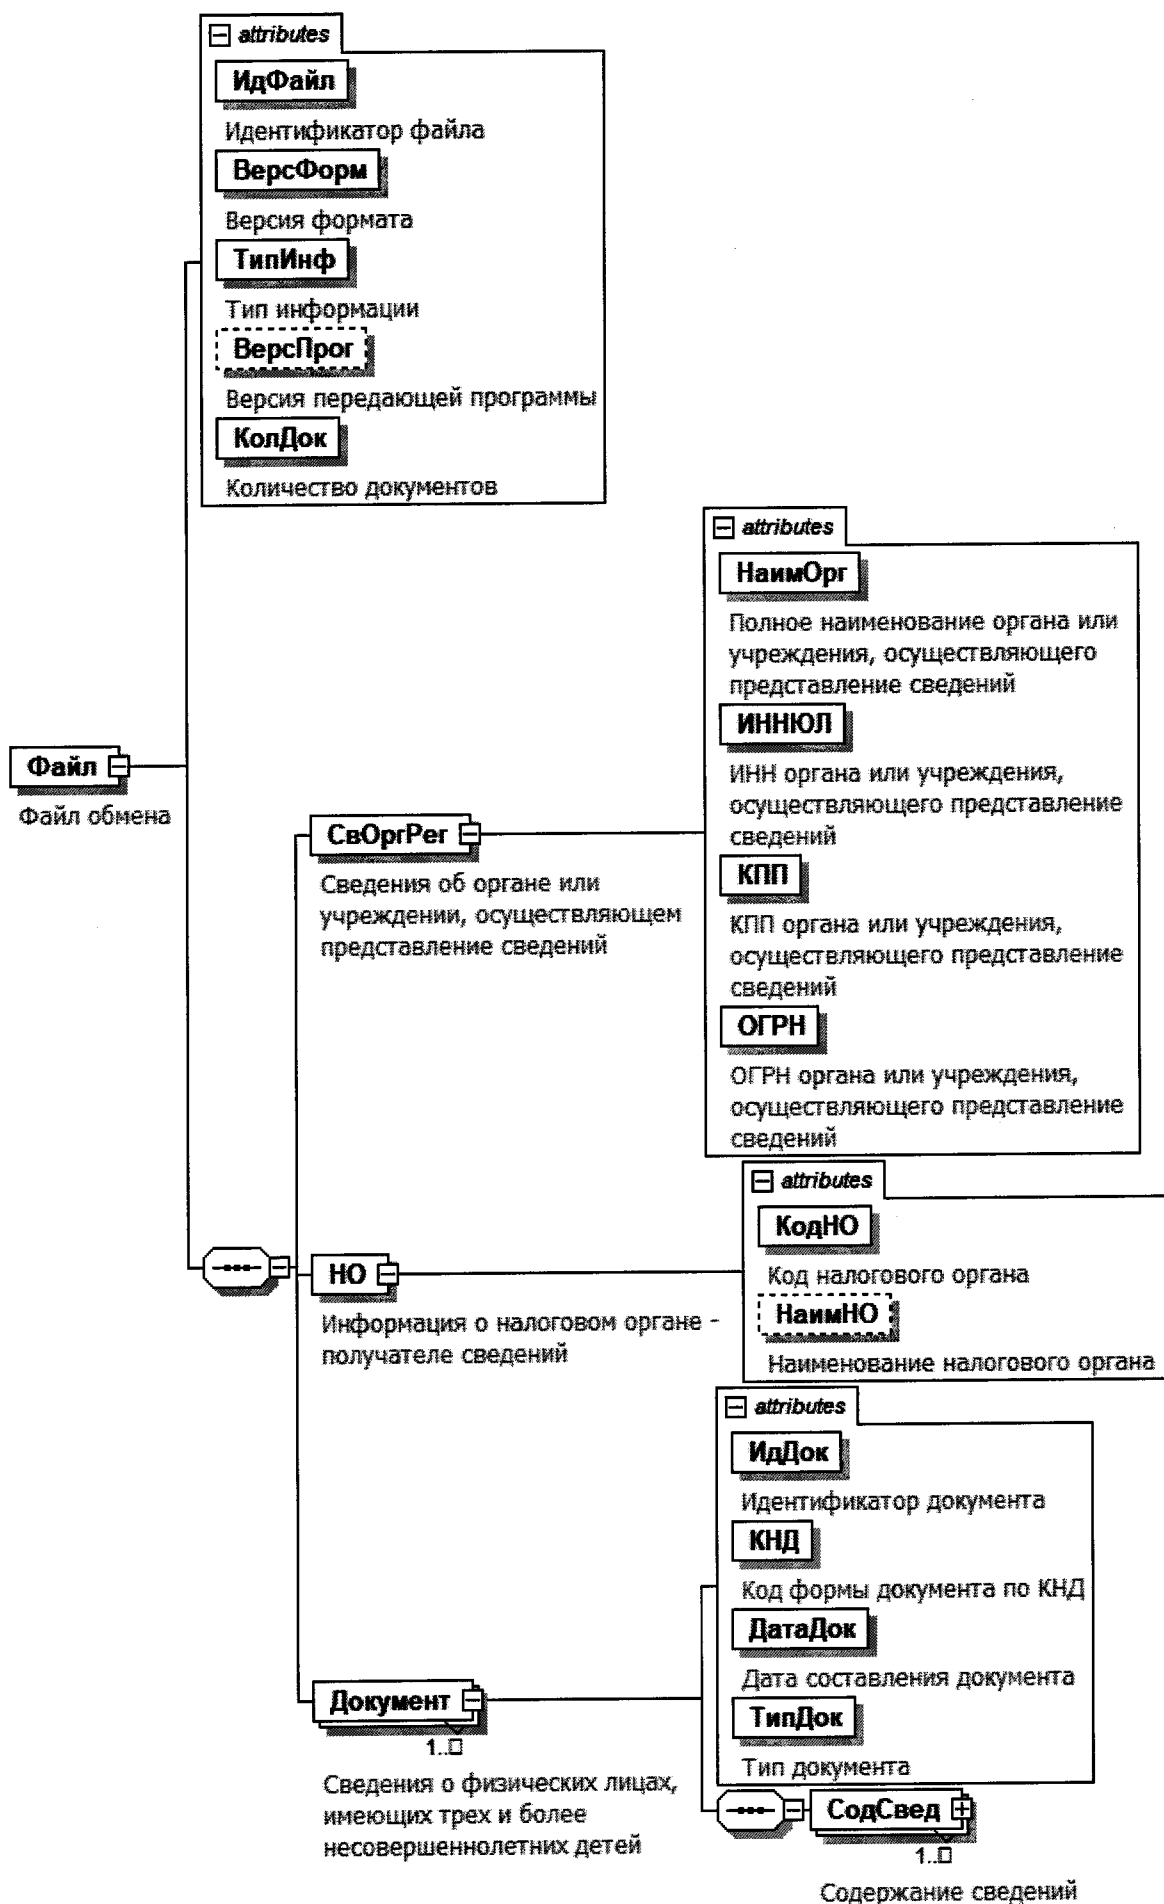 attributes
ИдФайл
Идентификатор файла
ВерсФорм
Версия формата
ТипИнф
Тип информации
ВерсПрог
Версия передающей программы
КолДок
Количество документов
attributes
НаимОрг
Полное наименование органа или
учреждения, осуществляющего
представление сведений
ИННЮЛ
ИНН органа или учреждения,
осуществляющего представление
сведений
КПП
КПП органа или учреждения,
осуществляющего представление
сведений
ОГРН
ОГРН органа или учреждения,
осуществляющего представление
сведений
Файл
Файл обмена
СвОргРег
Сведения об органе или
учреждении, осуществляющем
представление сведений
attributes
КодНО
Код налогового органа
НаимНО
Наименование налогового органа
НО
Информация о налоговом органе -
получателе сведений
attributes
ИдДок
Идентификатор документа
КНД
Код формы документа по КНД
ДатаДок
Дата составления документа
ТипДок
Тип документа
Документ
1..□
Сведения о физических лицах,
имеющих трех и более
несовершеннолетних детей
СодСвед
1..□
Содержание сведений